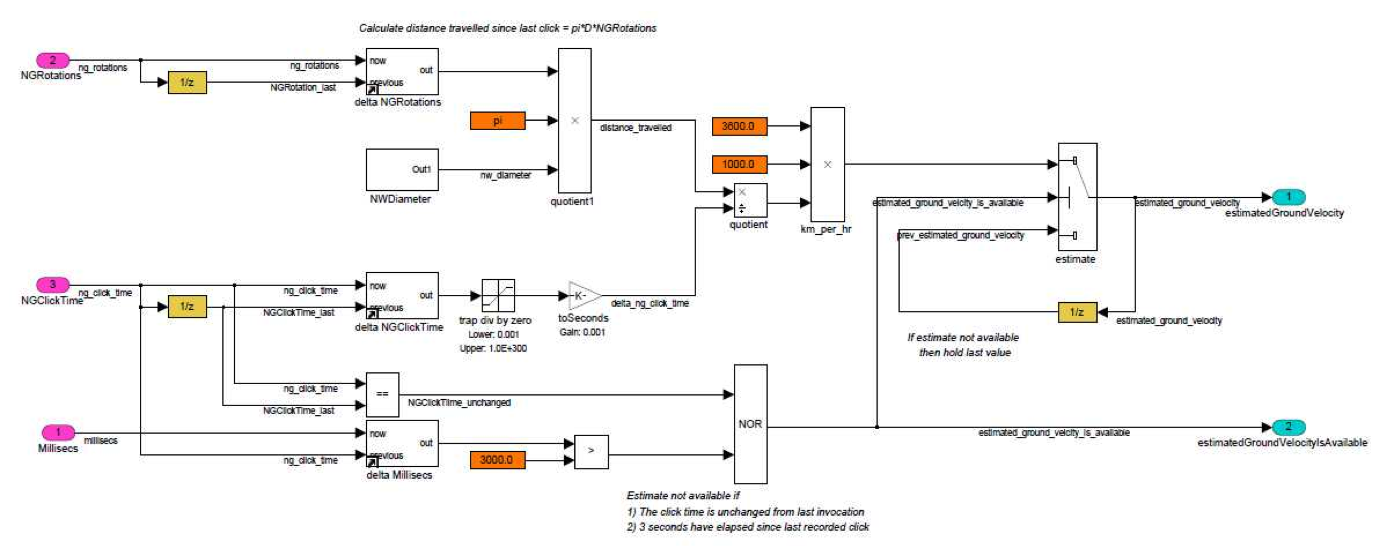 Calculate distance travelled since last click = pi*D*NGRotations
2
NGRotations
ng_rotations
1/z
ng_rotations
NGRotation_last
now
previous
out
delta NGRotations
pi
Out1
NWDiameter
nw_diameter
×
quotient1
distance_travelled
3600.0
1000.0
×
÷
quotient
×
km_per_hr
estimated_ground_velcity_is_available
prev_estimated_ground_velocity
estimate
estimated_ground_velocity
1
estimatedGroundVelocity
1/z
estimated_ground_velocity
If estimate not available
then hold last value
3
NGClickTime
ng_click_time
1/z
ng_click_time
NGClickTime_last
now
previous
out
delta NGClickTime
trap div by zero
Lower: 0.001
Upper: 1.0E+300
-K-
toSeconds
Gain: 0.001
delta_ng_click_time
ng_click_time
NGClickTime_last
==
NGClickTime_unchanged
1
Millisecs
millisecs
ng_click_time
now
previous
out
delta Millisecs
3000.0
>
NOR
estimated_ground_velcity_is_available
2
estimatedGroundVelocityIsAvailable
Estimate not available if
1) The click time is unchanged from last invocation
2) 3 seconds have elapsed since last recorded click